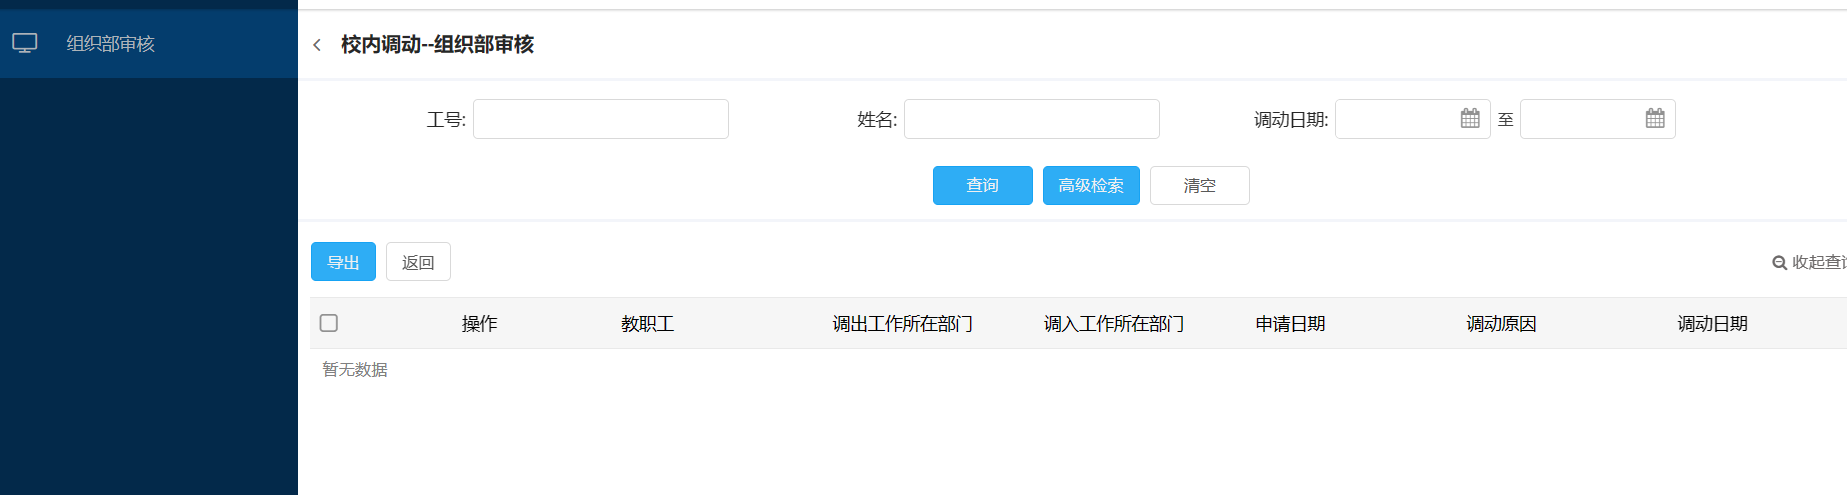 组织部审核
校内调动--组织部审核
工号: 姓名: 调动日期: 至
查询 高级检索 清空
导出 返回 收起查
操作 教职工 调出工作所在部门 调入工作所在部门 申请日期 调动原因 调动日期
暂无数据